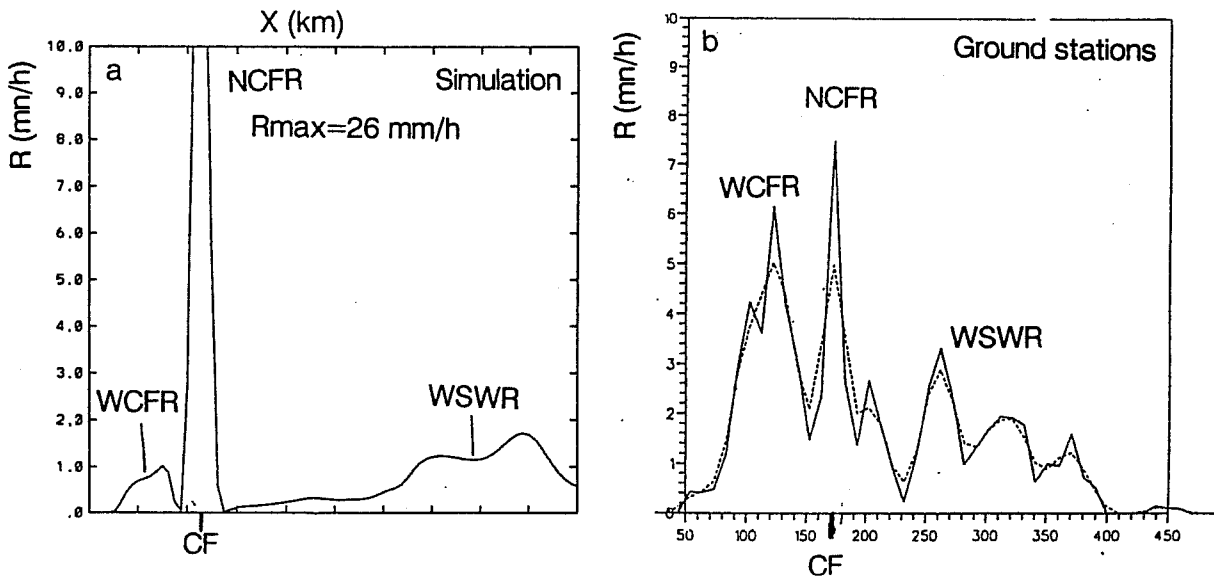 X (km)
a
NCFR
Simulation
Rmax=26 mm/h
R (mn/h)
10.0
9.0
8.0
7.0
6.0
5.0
4.0
3.0
2.0
1.0
.0
WCFR
WSWR
CF
b
Ground stations
NCFR
WCFR
WSWR
R (mn/h)
10
9
8
7
6
5
4
3
2
1
0
50 100 150 200 250 300 350 400 450
CF